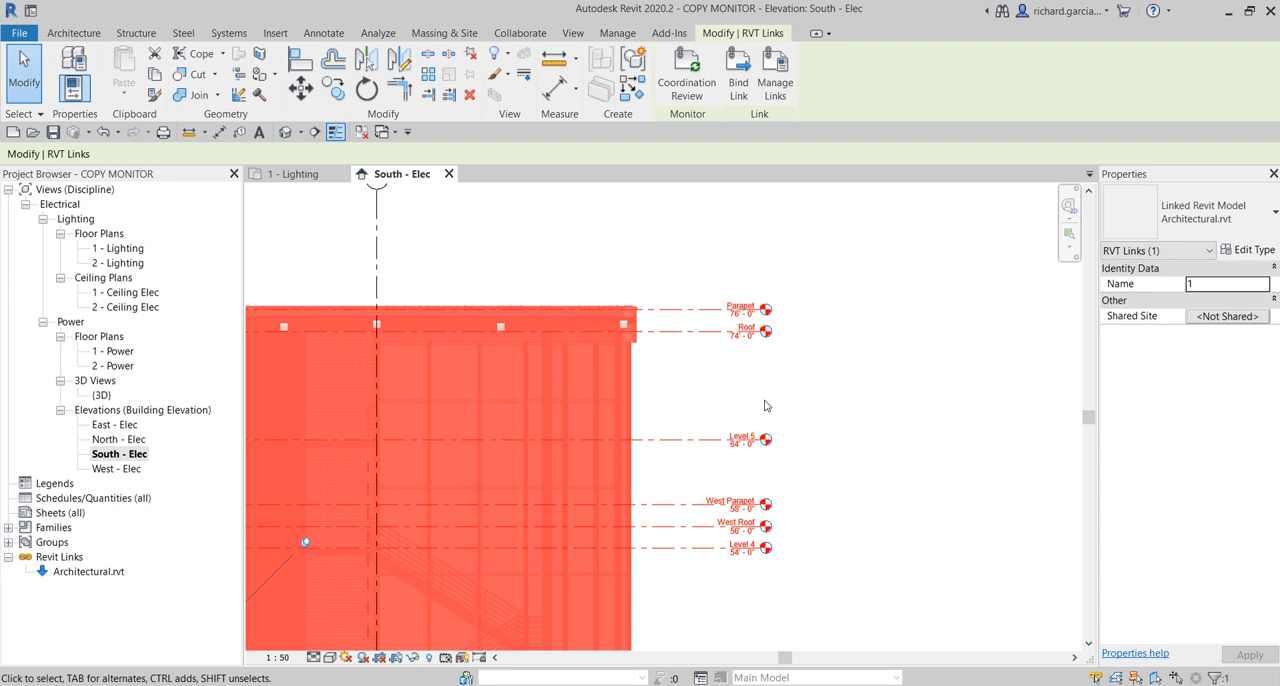 Autodesk Revit 2020.2 - COPY MONITOR - Elevation: South - Elec
richard.garcia...
File Architecture Structure Steel Systems Insert Annotate Analyze Massing & Site Collaborate View Manage Add-Ins Modify | RVT Links
Modify Paste Cope Cut Join Coordination Review Bind Link Manage Links
Select Properties Clipboard Geometry Modify View Measure Create Monitor Link
Modify | RVT Links
Project Browser - COPY MONITOR
1 - Lighting
South - Elec
Properties
Views (Discipline)
Electrical
Lighting
Floor Plans
1 - Lighting
2 - Lighting
Ceiling Plans
1 - Ceiling Elec
2 - Ceiling Elec
Power
Floor Plans
1 - Power
2 - Power
3D Views
{3D}
Elevations (Building Elevation)
East - Elec
North - Elec
South - Elec
West - Elec
Legends
Schedules/Quantities (all)
Sheets (all)
Families
Groups
Revit Links
Architectural.rvt
Parapet
76' - 0"
Roof
74' - 0"
Level 5
64' - 0"
West Parapet
58' - 0"
West Roof
56' - 0"
Level 4
54' - 0"
Linked Revit Model
Architectural.rvt
RVT Links (1) Edit Type
Identity Data
Name 1
Other
Shared Site <Not Shared>
Properties help Apply
1 : 50
Click to select, TAB for alternates, CTRL adds, SHIFT unselects.
:0
Main Model
:1